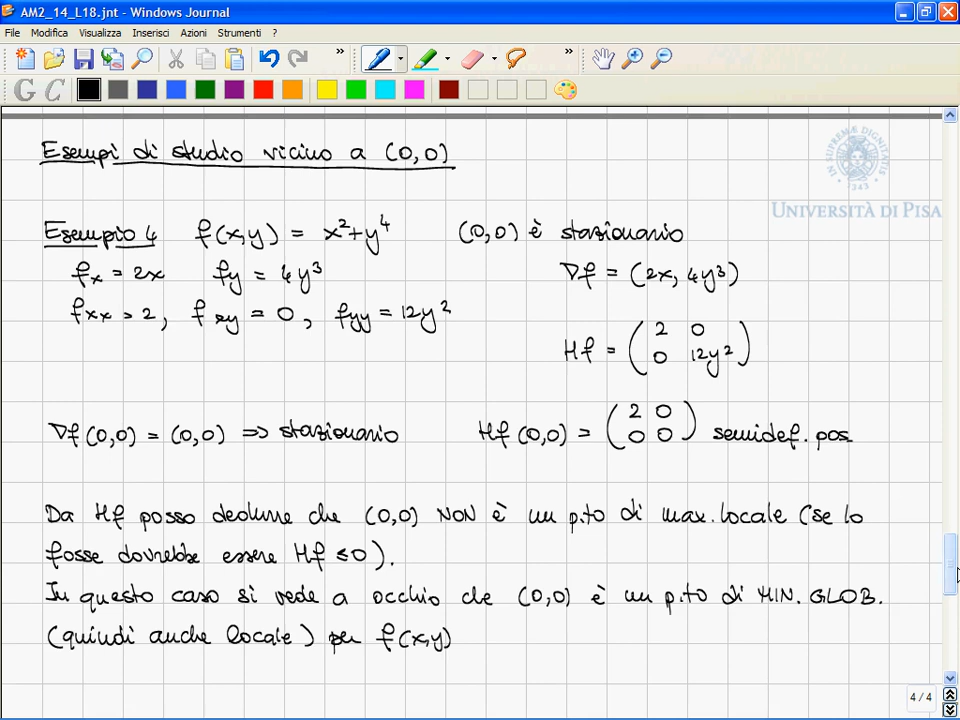 AM2_14_L18.jnt - Windows Journal
File Modifica Visualizza Inserisci Azioni Strumenti ?
Esempi di studio vicino a (0,0)
IN SUPREMÆ DIGNITATIS
1343
UNIVERSITÀ DI PISA
Esempio 4 f(x,y) = x²+y⁴ (0,0) è stazionario
fx = 2x fy = 4y³ ∇f = (2x, 4y³)
fxx = 2, fxy = 0, fyy = 12y²
Hf = (2 0
0 12y²)
∇f(0,0) = (0,0) => stazionario Hf(0,0) = (2 0
0 0) semidef. pos.
Da Hf posso dedurre che (0,0) NON è un p.to di max. locale (se lo
fosse dovrebbe essere Hf ≤0).
In questo caso si vede a occhio che (0,0) è un p.to di MIN. GLOB.
(quindi anche locale) per f(x,y)
4 / 4